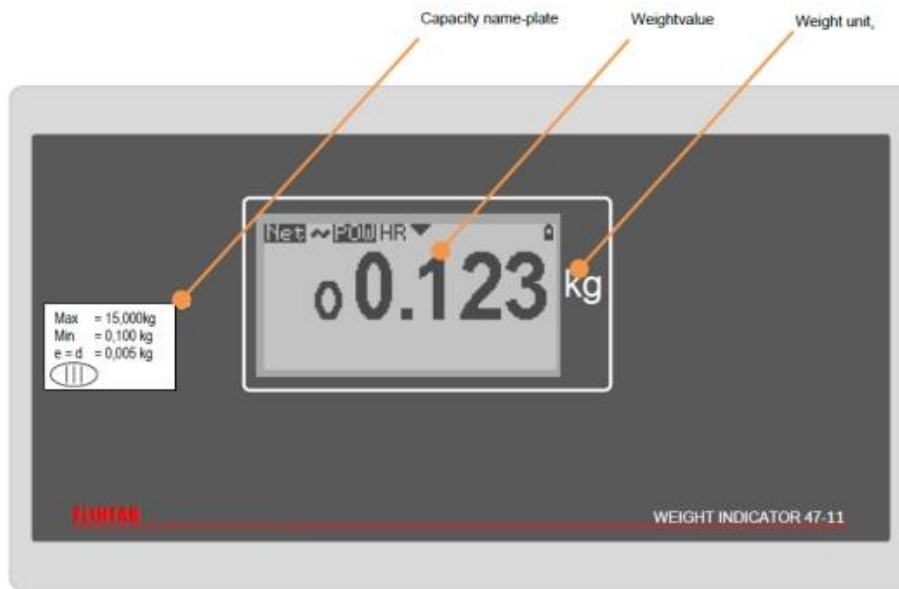 Capacity name-plate
Weightvalue
Weight unit,
Net POW HR
0 0.123 kg
Max = 15,000kg
Min = 0,100 kg
e = d = 0,005 kg
III
FLINTAB
WEIGHT INDICATOR 47-11